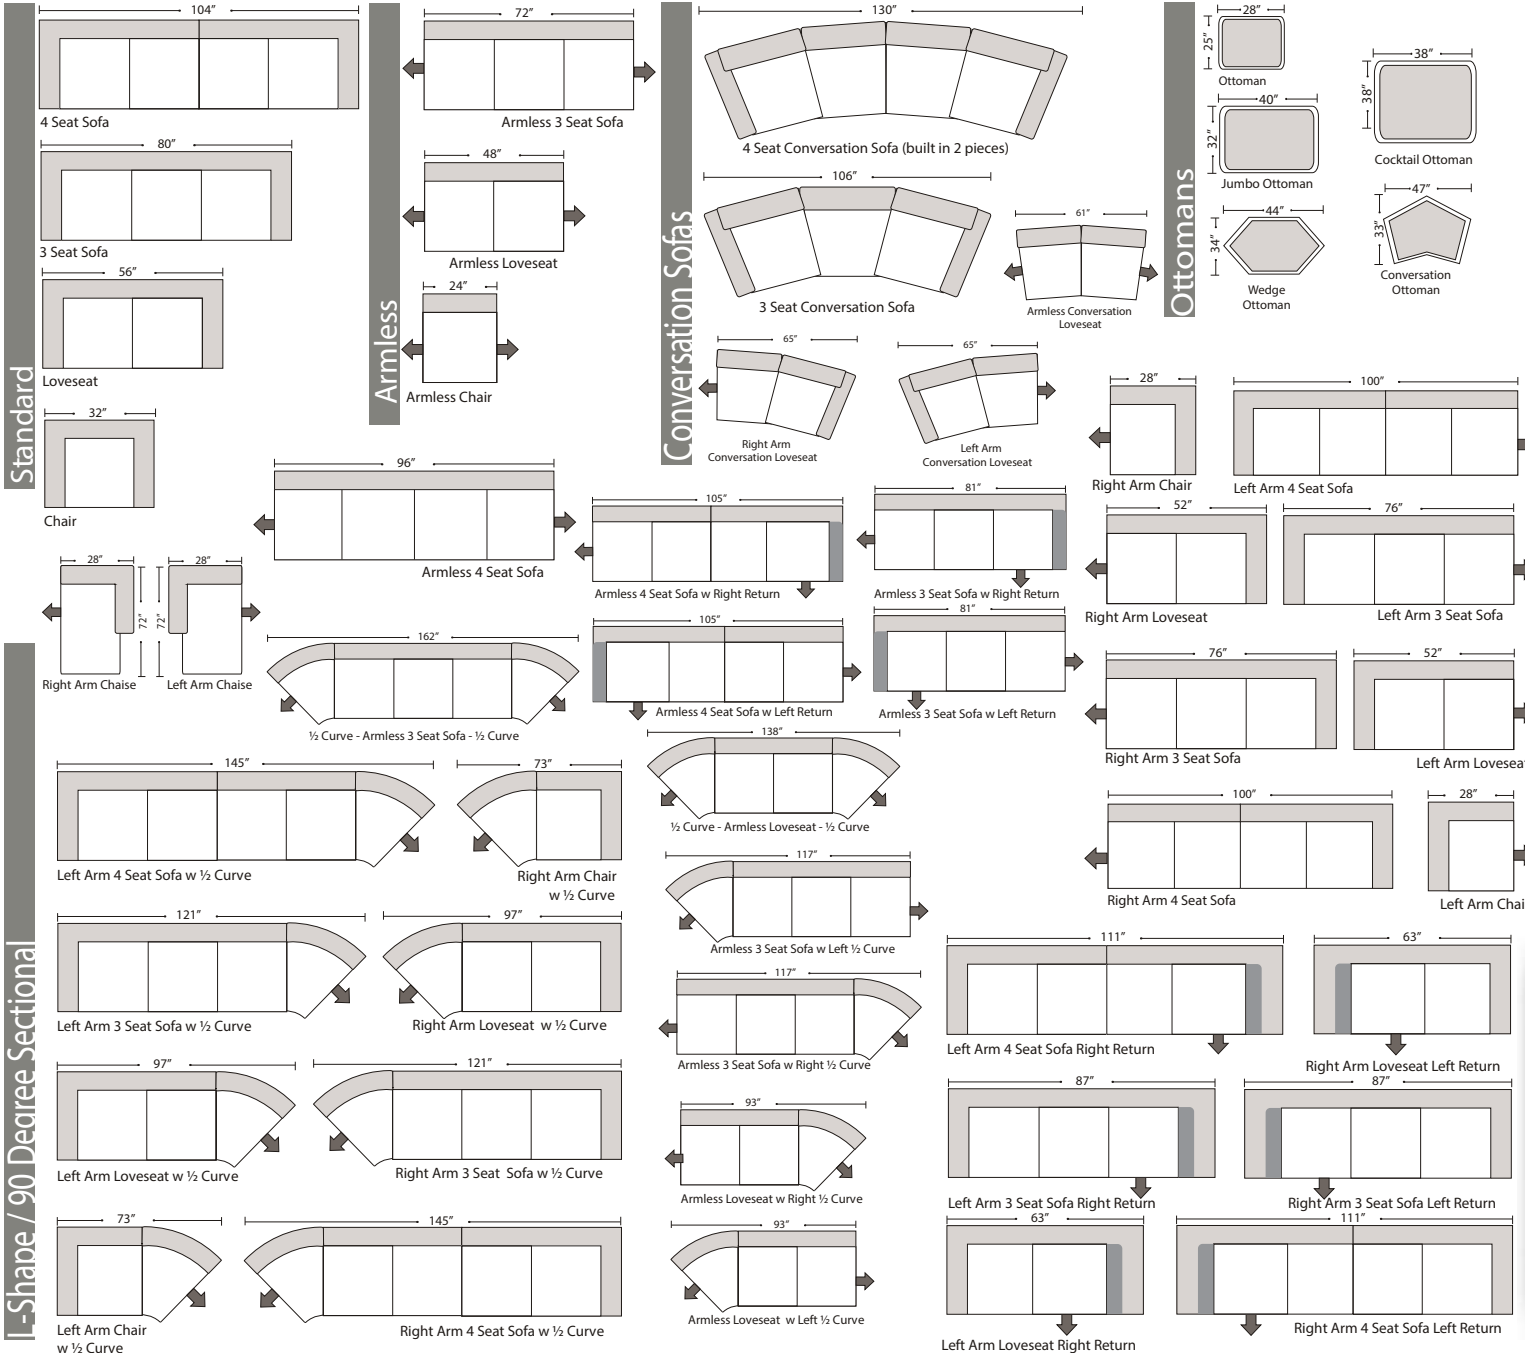 Standard
104”
4 Seat Sofa
80”
3 Seat Sofa
56”
Loveseat
32”
Chair
Armless
72”
Armless 3 Seat Sofa
48”
Armless Loveseat
24”
Armless Chair
96”
Armless 4 Seat Sofa
Conversation Sofas
130”
4 Seat Conversation Sofa (built in 2 pieces)
106”
3 Seat Conversation Sofa
61”
Armless Conversation
Loveseat
65”
Right Arm
Conversation Loveseat
65”
Left Arm
Conversation Loveseat
Ottomans
28”
25”
Ottoman
38”
38”
Cocktail Ottoman
40”
32”
Jumbo Ottoman
44”
34”
Wedge
Ottoman
47”
33”
Conversation
Ottoman
L-Shape / 90 Degree Sectional
28”
72”
Right Arm Chaise
28”
72”
Left Arm Chaise
162”
½ Curve - Armless 3 Seat Sofa - ½ Curve
145”
Left Arm 4 Seat Sofa w ½ Curve
73”
Right Arm Chair
w ½ Curve
121”
Left Arm 3 Seat Sofa w ½ Curve
97”
Right Arm Loveseat w ½ Curve
97”
Left Arm Loveseat w ½ Curve
121”
Right Arm 3 Seat Sofa w ½ Curve
73”
Left Arm Chair
w ½ Curve
145”
Right Arm 4 Seat Sofa w ½ Curve
105”
Armless 4 Seat Sofa w Right Return
81”
Armless 3 Seat Sofa w Right Return
105”
Armless 4 Seat Sofa w Left Return
81”
Armless 3 Seat Sofa w Left Return
138”
½ Curve - Armless Loveseat - ½ Curve
117”
Armless 3 Seat Sofa w Left ½ Curve
117”
Armless 3 Seat Sofa w Right ½ Curve
93”
Armless Loveseat w Right ½ Curve
93”
Armless Loveseat w Left ½ Curve
28”
Right Arm Chair
100”
Left Arm 4 Seat Sofa
52”
Right Arm Loveseat
76”
Left Arm 3 Seat Sofa
76”
Right Arm 3 Seat Sofa
52”
Left Arm Loveseat
100”
Right Arm 4 Seat Sofa
28”
Left Arm Chai
111”
Left Arm 4 Seat Sofa Right Return
63”
Right Arm Loveseat Left Return
87”
Left Arm 3 Seat Sofa Right Return
87”
Right Arm 3 Seat Sofa Left Return
63”
Left Arm Loveseat Right Return
111”
Right Arm 4 Seat Sofa Left Return